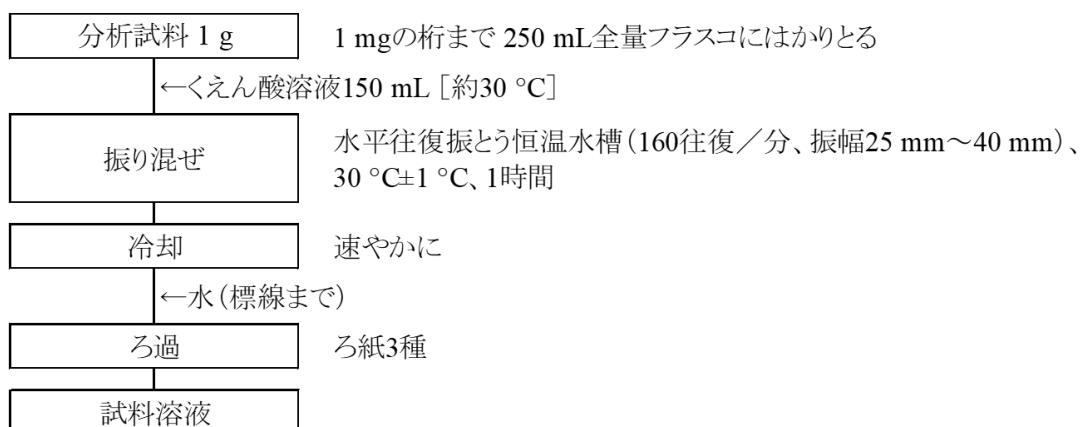 分析試料 1 g
1 mgの桁まで 250 mL全量フラスコにはかりとる
←くえん酸溶液150 mL [約30 °C]
振り混ぜ
水平往復振とう恒温水槽（160往復／分、振幅25 mm～40 mm）、
30 °C±1 °C、1時間
冷却
速やかに
←水（標線まで）
ろ過
ろ紙3種
試料溶液